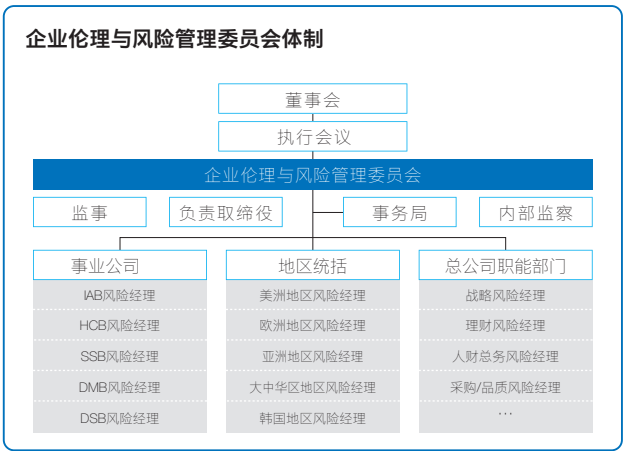 企业伦理与风险管理委员会体制
董事会
执行会议
企业伦理与风险管理委员会
监事
负责取缔役
事务局
内部监察
事业公司
地区统括
总公司职能部门
IAB风险经理
美洲地区风险经理
战略风险经理
HCB风险经理
欧洲地区风险经理
理财风险经理
SSB风险经理
亚洲地区风险经理
人财总务风险经理
DMB风险经理
大中华区地区风险经理
采购/品质风险经理
DSB风险经理
韩国地区风险经理
…